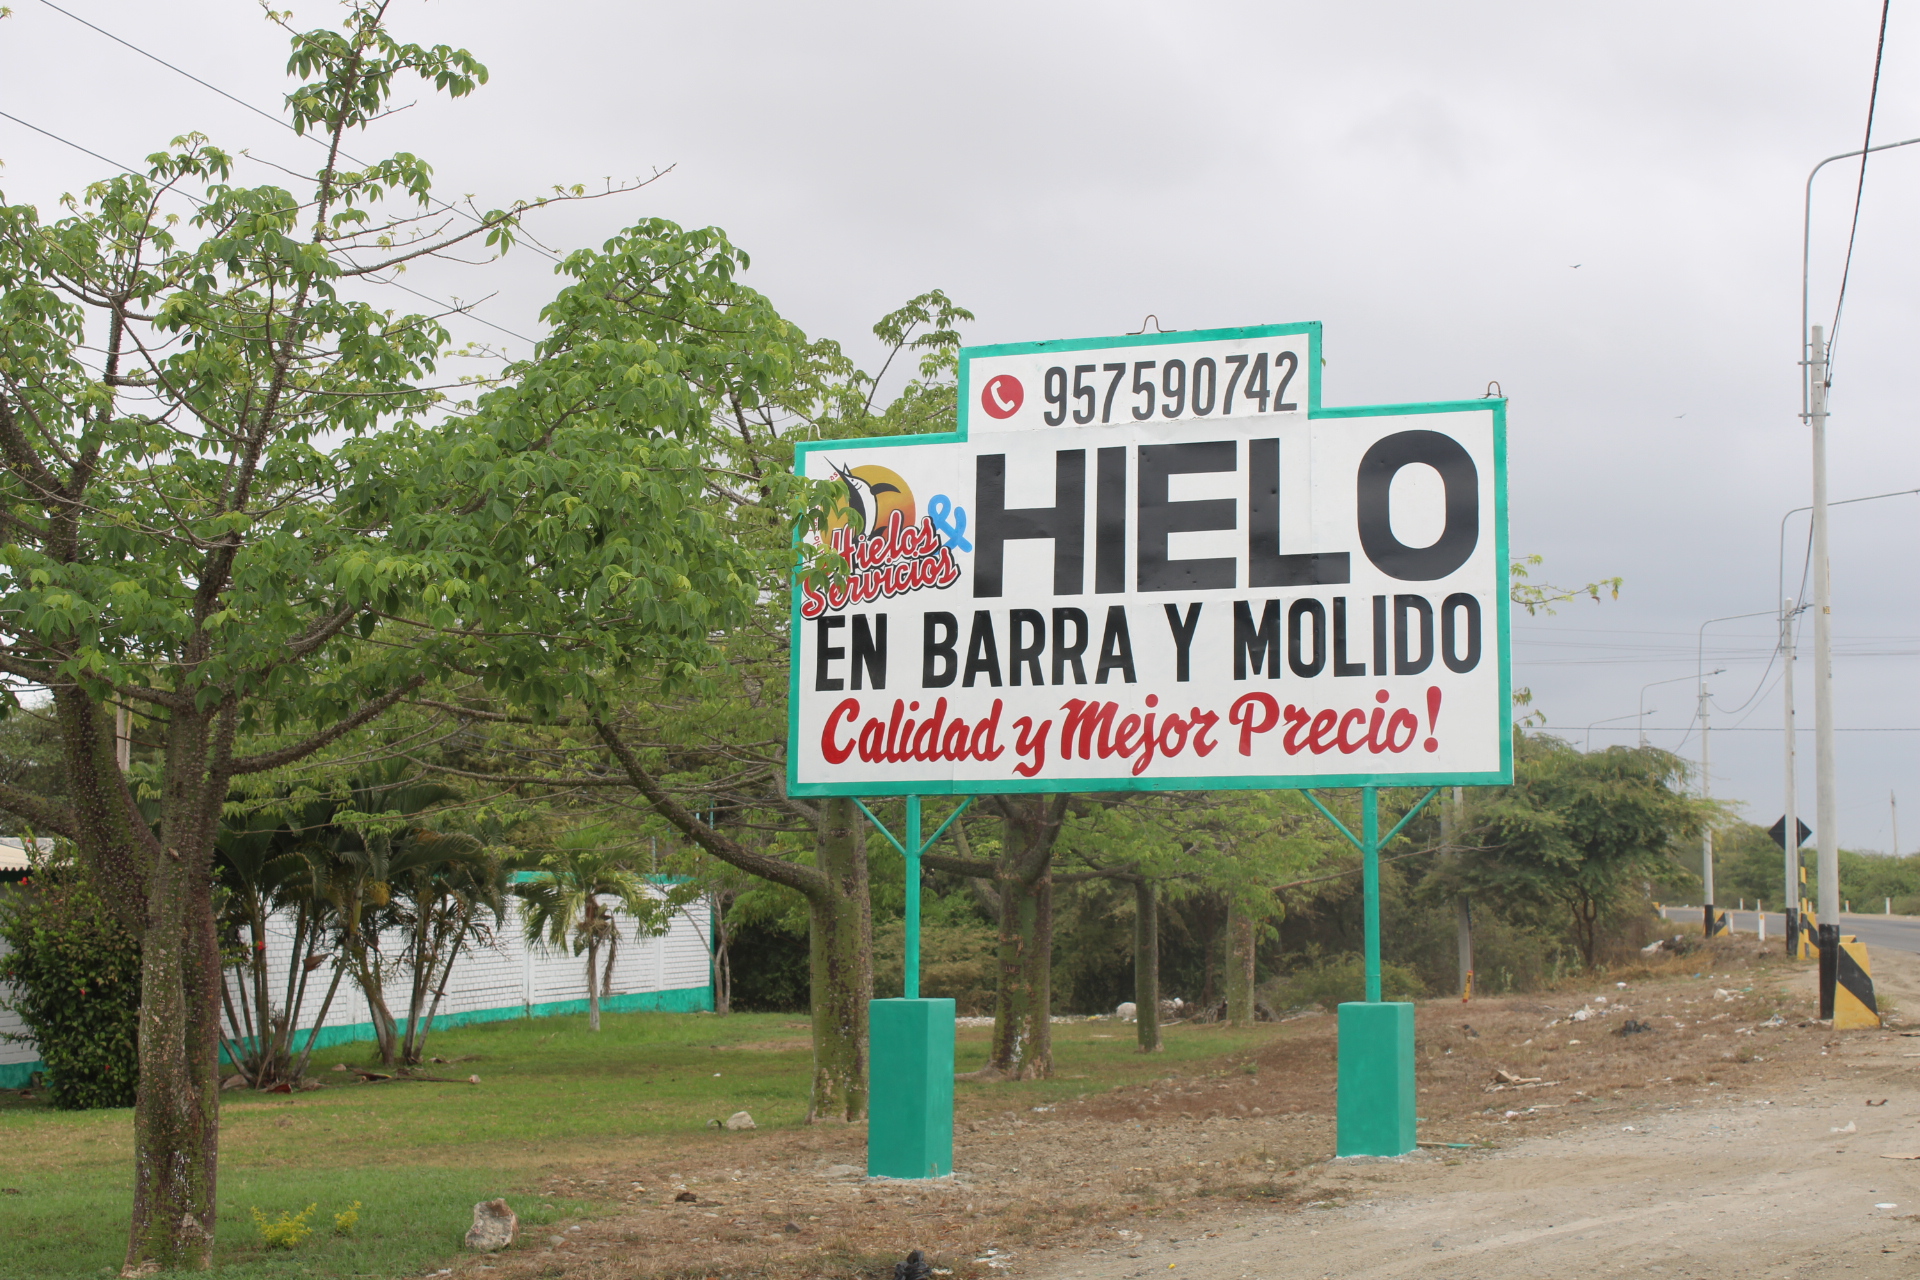 957590742
Hielos &
Servicios
HIELO
EN BARRA Y MOLIDO
Calidad y Mejor Precio!